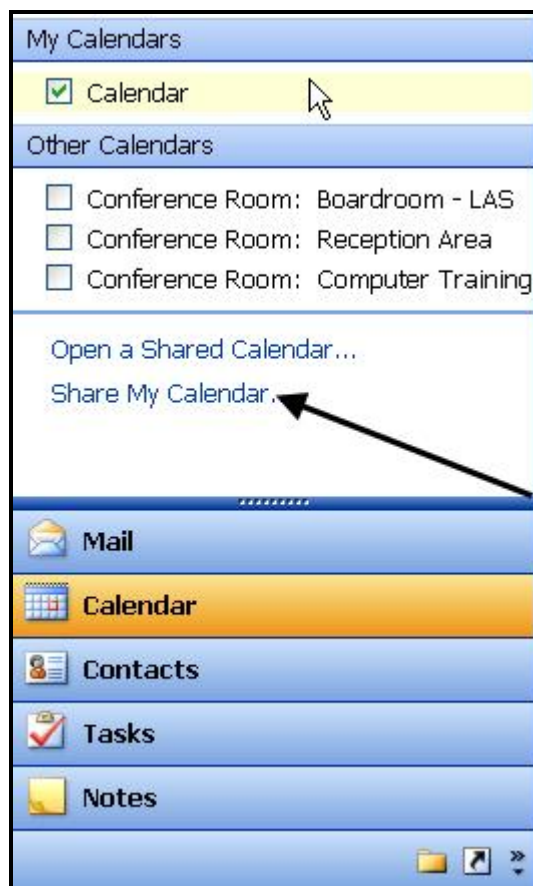 My Calendars
Calendar
Other Calendars
Conference Room: Boardroom - LAS
Conference Room: Reception Area
Conference Room: Computer Training
Open a Shared Calendar...
Share My Calendar.
Mail
Calendar
Contacts
Tasks
Notes